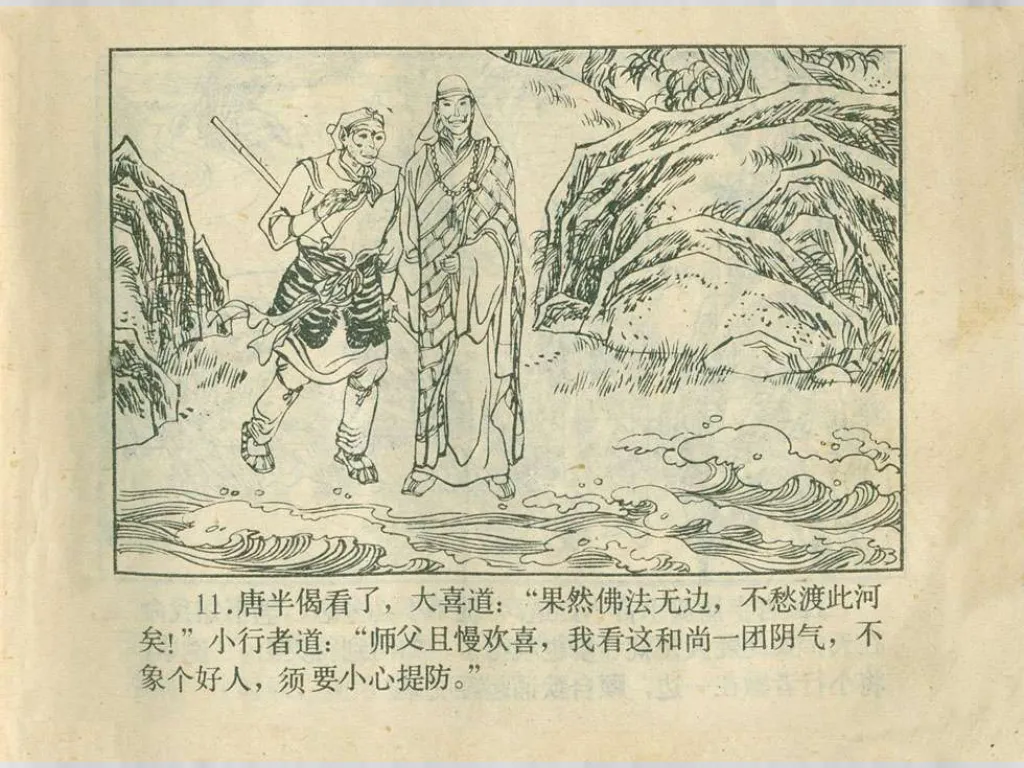 11.唐半偈看了，大喜道：“果然佛法无边，不愁渡此河
矣！”小行者道：“师父且慢欢喜，我看这和尚一团阴气，不
象个好人，须要小心提防。”